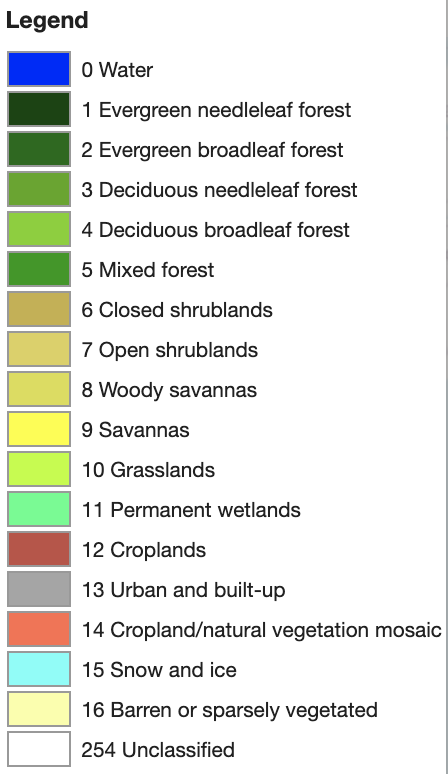 Legend
0 Water
1 Evergreen needleleaf forest
2 Evergreen broadleaf forest
3 Deciduous needleleaf forest
4 Deciduous broadleaf forest
5 Mixed forest
6 Closed shrublands
7 Open shrublands
8 Woody savannas
9 Savannas
10 Grasslands
11 Permanent wetlands
12 Croplands
13 Urban and built-up
14 Cropland/natural vegetation mosaic
15 Snow and ice
16 Barren or sparsely vegetated
254 Unclassified